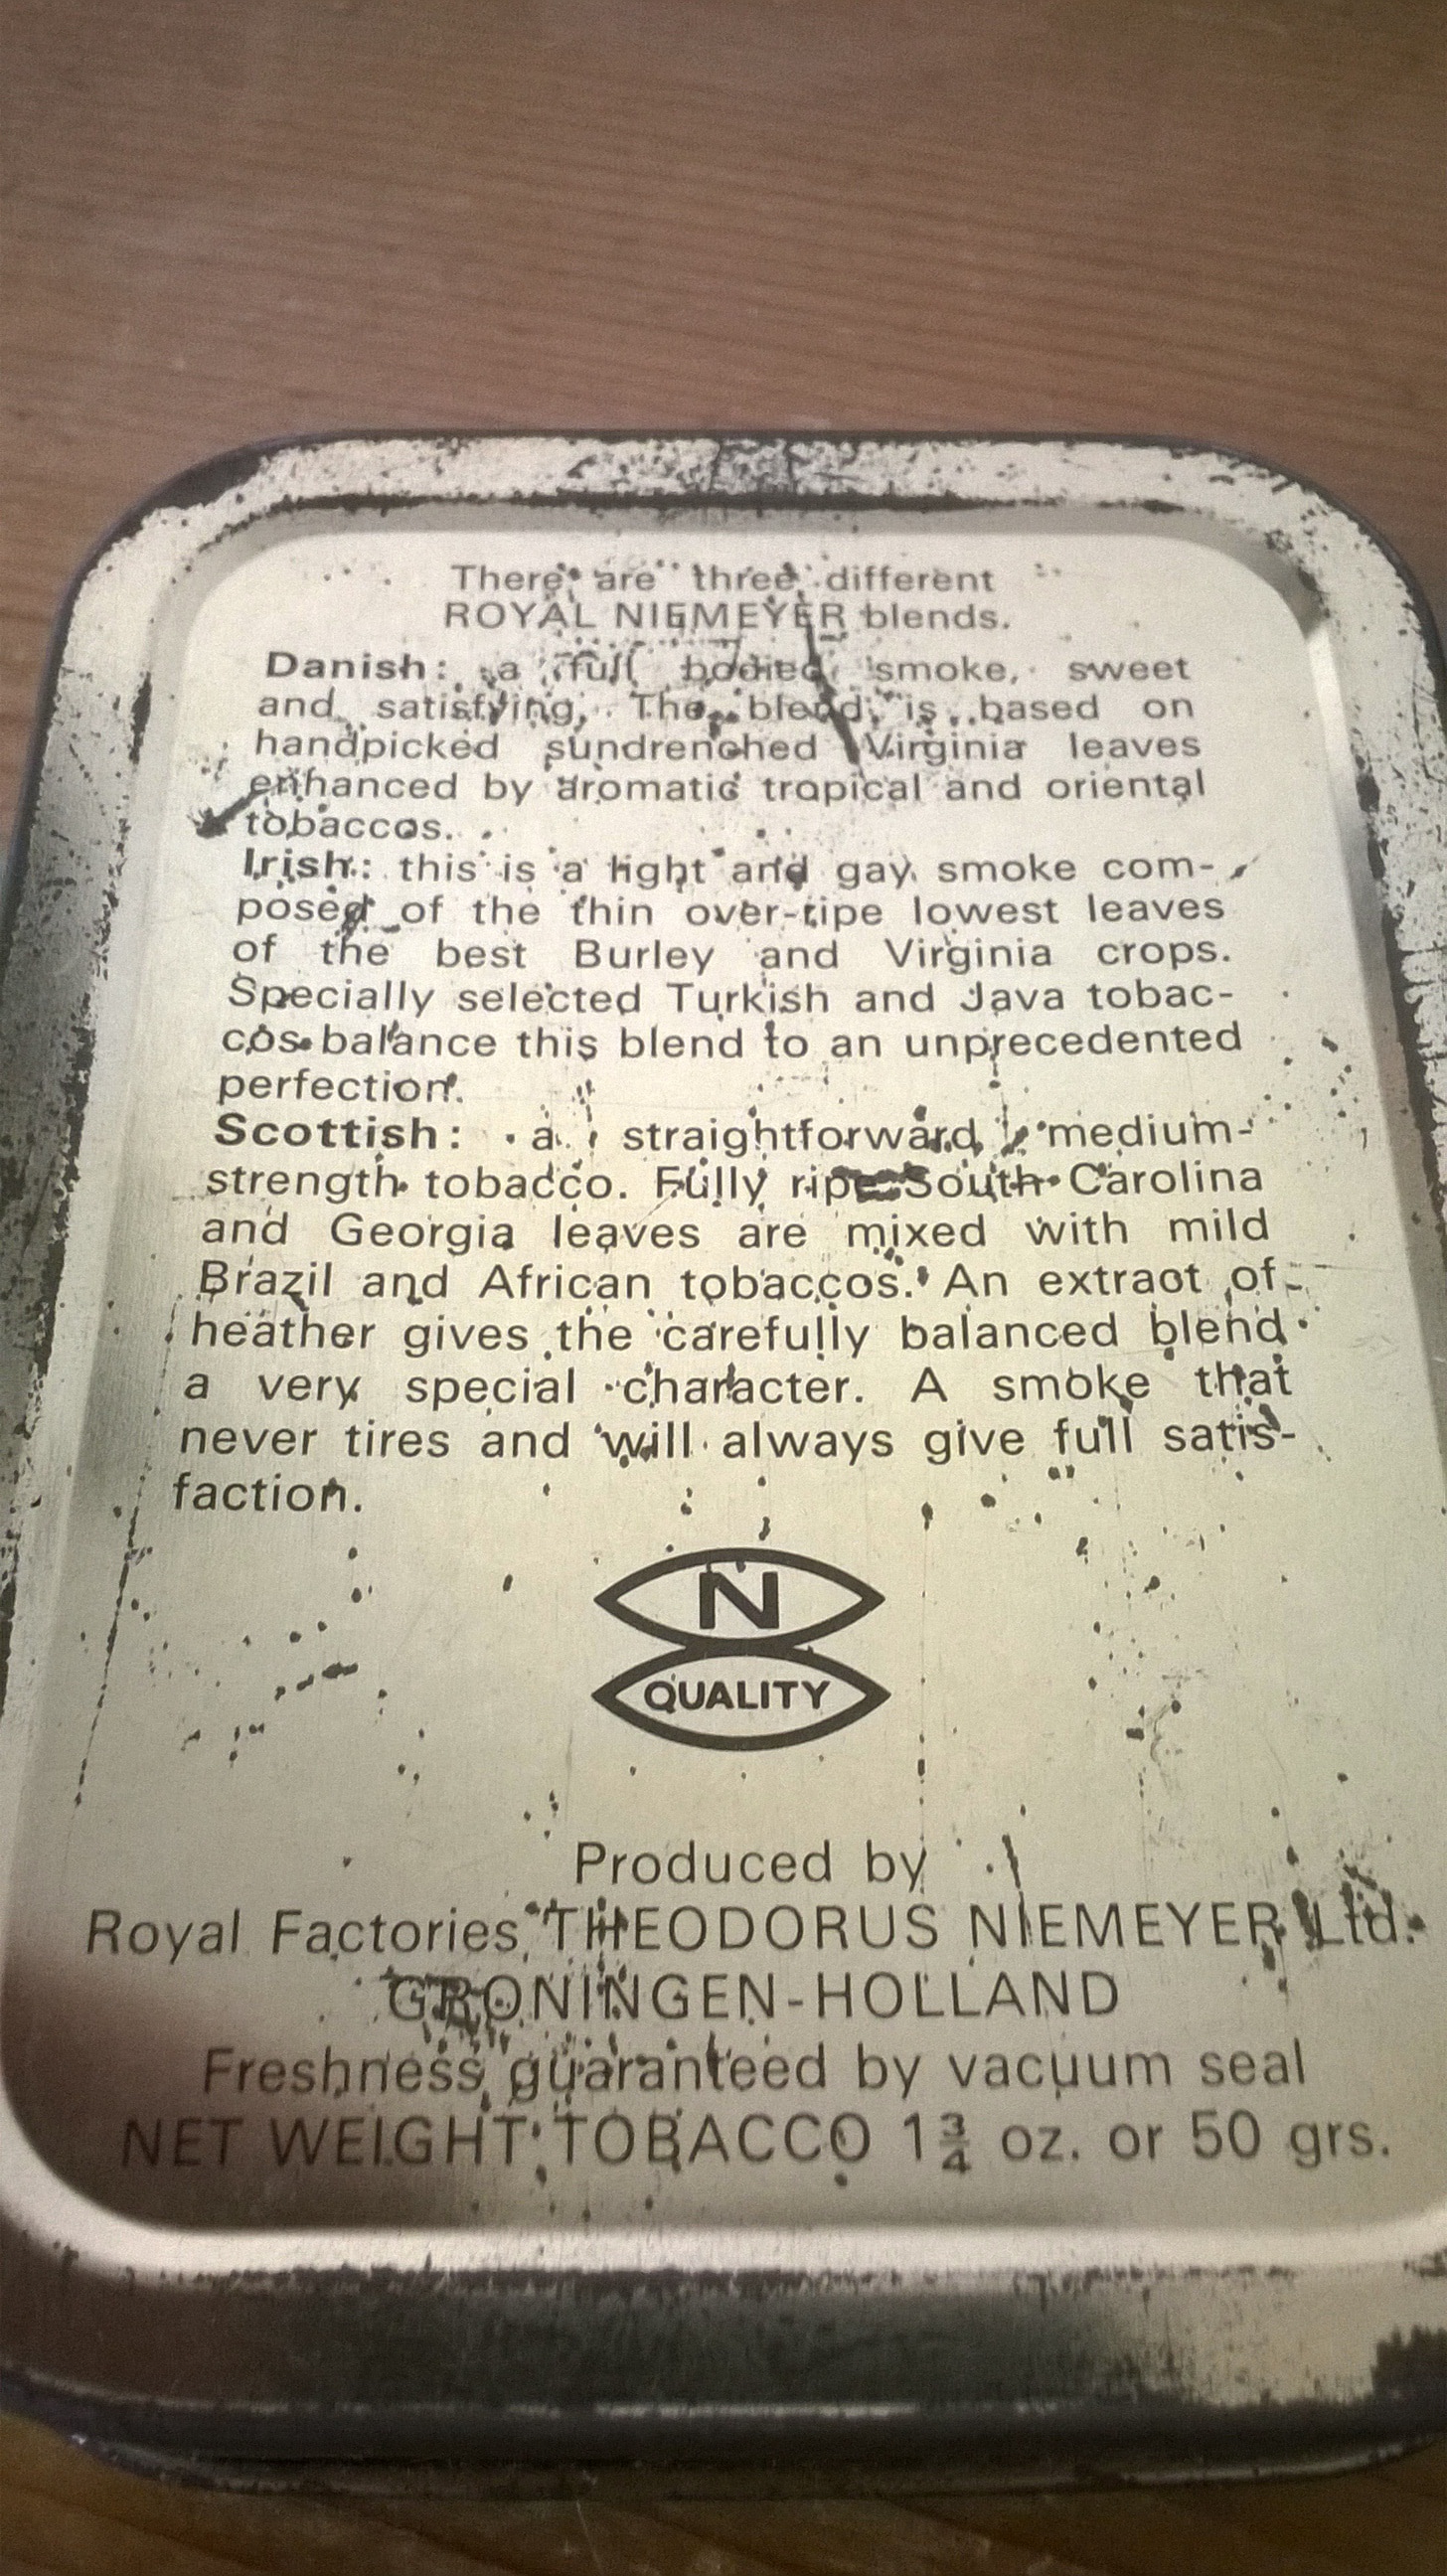 There are three different
ROYAL NIEMEYER blends.
Danish: a full bodied smoke, sweet
and satisfying. The blend is based on
handpicked sundrenched Virginia leaves
enhanced by aromatic tropical and oriental
tobaccos.
Irish: this is a light and gay smoke com-
posed of the thin over-ripe lowest leaves
of the best Burley and Virginia crops.
Specially selected Turkish and Java tobac-
cos balance this blend to an unprecedented
perfection.
Scottish: a straightforward medium-
strength tobacco. Fully ripe South Carolina
and Georgia leaves are mixed with mild
Brazil and African tobaccos. An extract of
heather gives the carefully balanced blend
a very special character. A smoke that
never tires and will always give full satis-
faction.
N
QUALITY
Produced by
Royal Factories THEODORUS NIEMEYER Ltd.
GRONINGEN-HOLLAND
Freshness guaranteed by vacuum seal
NET WEIGHT TOBACCO 1¾ oz. or 50 grs.